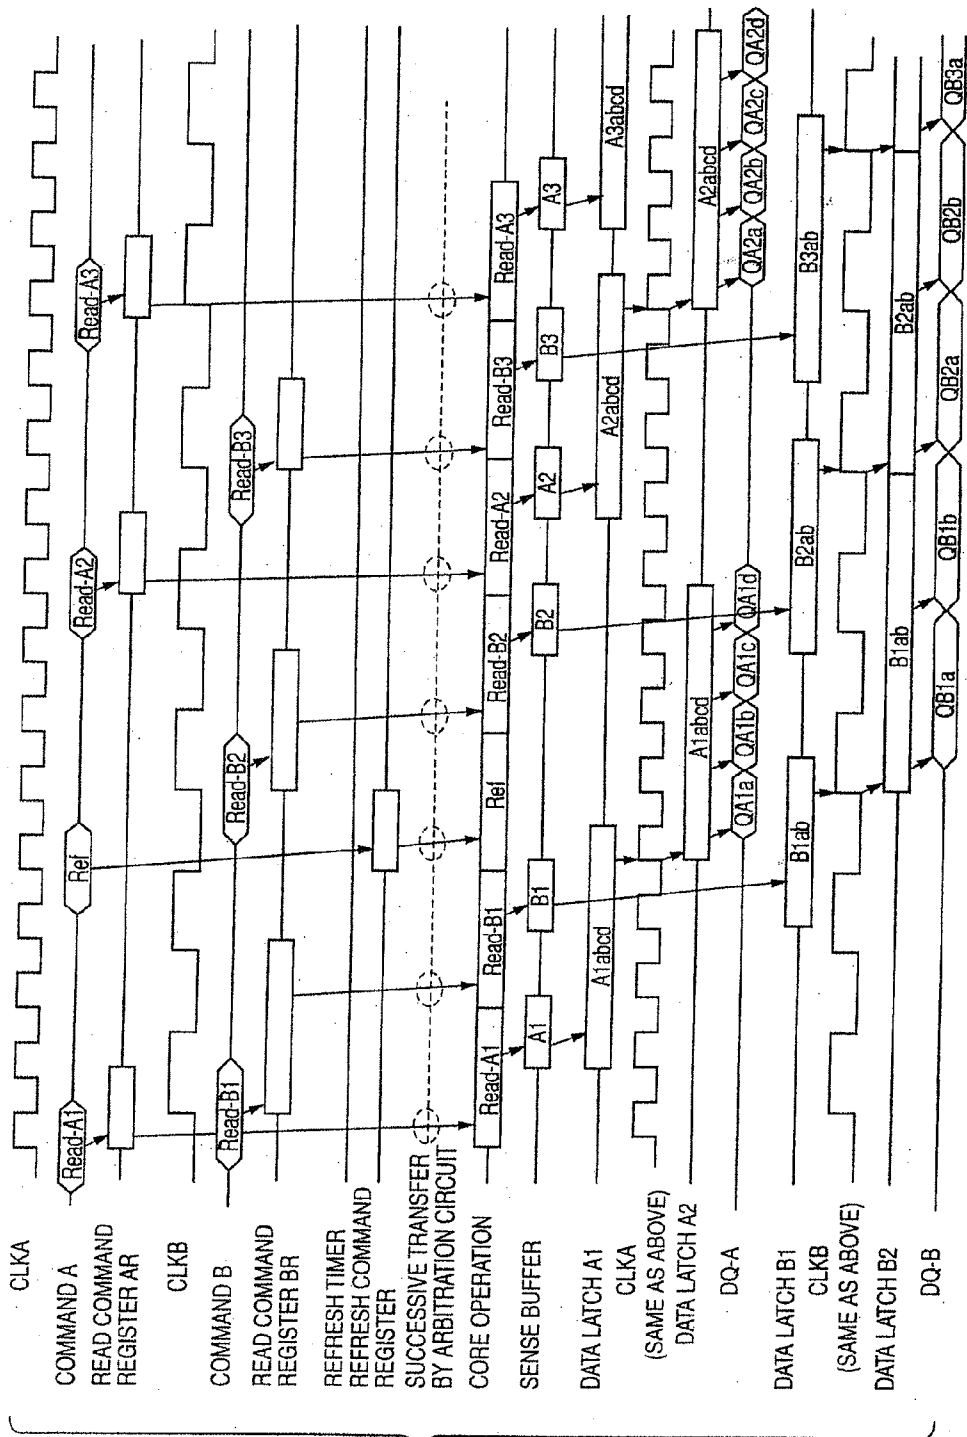 CLKA
COMMAND A
Read-A1
Ref
Read-A2
Read-A3
READ COMMAND
REGISTER AR
CLKB
COMMAND B
Read-B1
Read-B2
Read-B3
READ COMMAND
REGISTER BR
REFRESH TIMER
REFRESH COMMAND
REGISTER
SUCCESSIVE TRANSFER
BY ARBITRATION CIRCUIT
CORE OPERATION
Read-A1
Read-B1
Ref
Read-B2
Read-A2
Read-B3
Read-A3
SENSE BUFFER
A1
B1
B2
A2
B3
A3
DATA LATCH A1
A1abcd
A2abcd
A3abcd
CLKA
(SAME AS ABOVE)
DATA LATCH A2
A1abcd
A2abcd
DQ-A
QA1a
QA1b
QA1c
QA1d
QA2a
QA2b
QA2c
QA2d
DATA LATCH B1
B1ab
B2ab
B3ab
CLKB
(SAME AS ABOVE)
DATA LATCH B2
B1ab
B2ab
DQ-B
QB1a
QB1b
QB2a
QB2b
QB3a